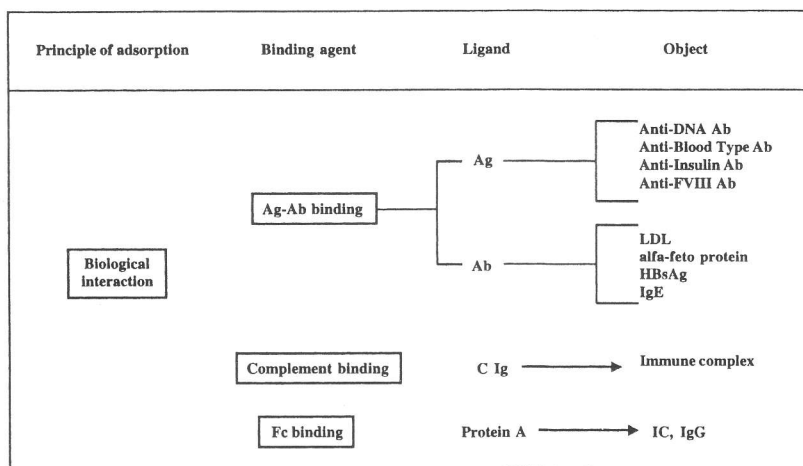 Principle of adsorption Binding agent Ligand Object
Anti-DNA Ab
Anti-Blood Type Ab
Ag
Anti-Insulin Ab
Anti-FVIII Ab
Ag-Ab binding
LDL
Ab
alfa-feto protein
HBsAg
IgE
Biological
interaction
Complement binding C Ig Immune complex
Fc binding Protein A IC, IgG